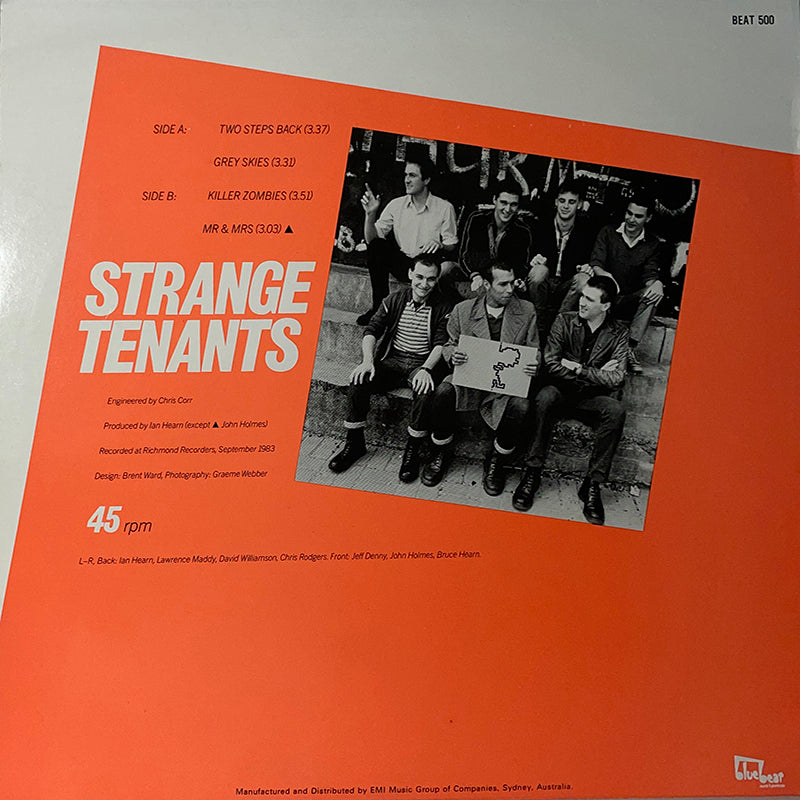 BEAT 500
SIDE A: TWO STEPS BACK (3.37)
GREY SKIES (3.31)
SIDE B: KILLER ZOMBIES (3.51)
MR & MRS (3.03) ▲
STRANGE
TENANTS
Engineered by Chris Corr
Produced by Ian Hearn (except ▲ John Holmes)
Recorded at Richmond Recorders, September 1983
Design: Brent Ward, Photography: Graeme Webber
45 rpm
L–R, Back: Ian Hearn, Lawrence Maddy, David Williamson, Chris Rodgers. Front: Jeff Denny, John Holmes, Bruce Hearn.
blue beat
Manufactured and Distributed by EMI Music Group of Companies, Sydney, Australia.